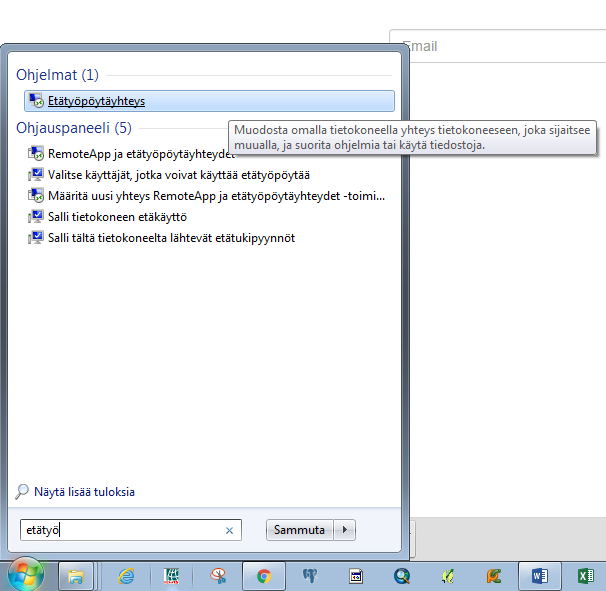 Email
Ohjelmat (1)
Etätyöpöytäyhteys
Ohjauspaneeli (5)
Muodosta omalla tietokoneella yhteys tietokoneeseen, joka sijaitsee
muualla, ja suorita ohjelmia tai käytä tiedostoja.
RemoteApp ja etätyöpöytäyhteydet
Valitse käyttäjät, jotka voivat käyttää etätyöpöytää
Määritä uusi yhteys RemoteApp ja etätyöpöytäyhteydet -toimi...
Salli tietokoneen etäkäyttö
Salli tältä tietokoneelta lähtevät etätukipyynnöt
Näytä lisää tuloksia
etätyö
Sammuta